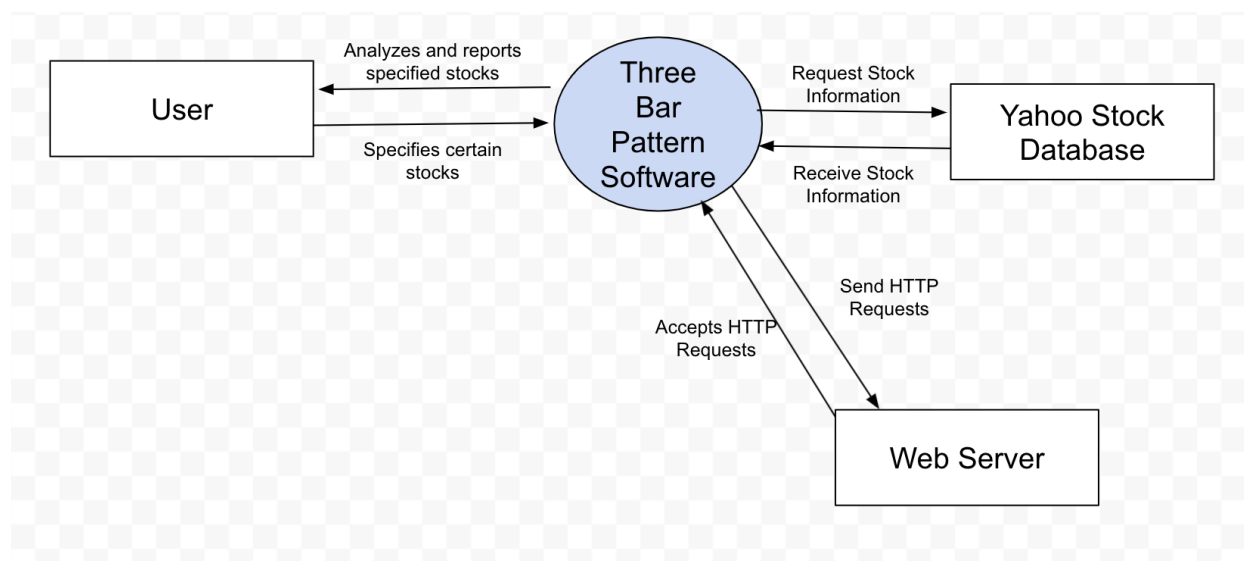 User
Analyzes and reports
specified stocks
Specifies certain
stocks
Three
Bar
Pattern
Software
Request Stock
Information
Receive Stock
Information
Yahoo Stock
Database
Send HTTP
Requests
Accepts HTTP
Requests
Web Server